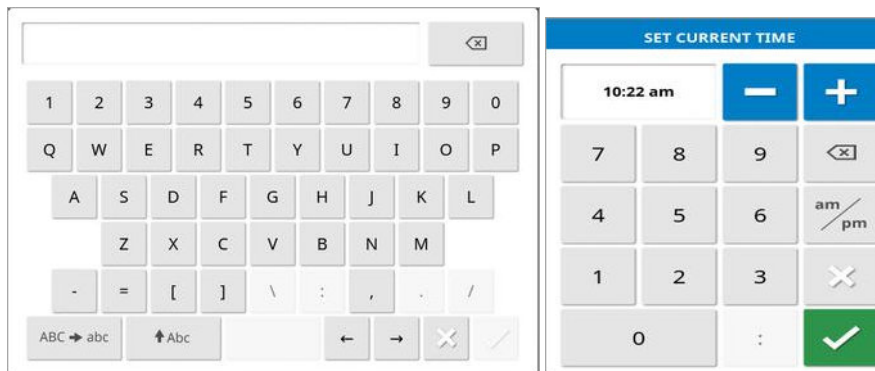 1 2 3 4 5 6 7 8 9 0
Q W E R T Y U I O P
A S D F G H J K L
Z X C V B N M
- = [ ] \ : , . /
ABC → abc ↑ Abc ← →
SET CURRENT TIME
10:22 am − +
7 8 9
4 5 6 am/pm
1 2 3
0 :